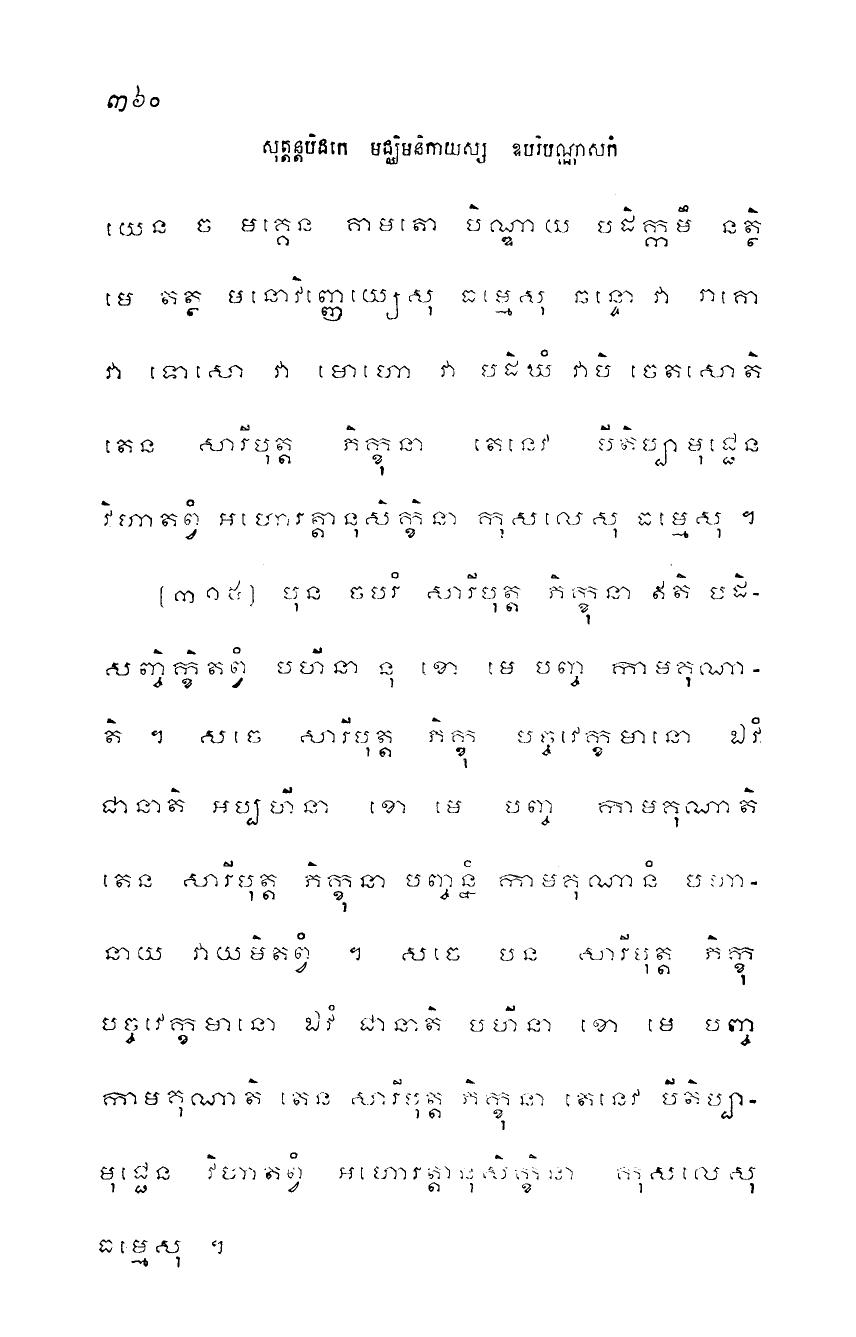 ៣៦០
សុត្តន្តបិដកេ មជ្ឈិមនិកាយស្ស ឧបរិបណ្ណាសកំ
យេន ច មគ្គេន គាមតោ បិណ្ឌាយ បដិក្កមឹ នត្ថិ
មេ តត្ថ មនោវិញ្ញេយ្យេសុ ធម្មេសុ ឆន្ទោ វា រាគោ
វា ទោសោ វា មោហោ វា បដិឃំ វាបិ ចេតសោតិ
តេន សារីបុត្ត ភិក្ខុនា តេនេវ បីតិប្បាមុជ្ជេន
វិហាតព្វំ អហោរត្តានុសិក្ខិនា កុសលេសុ ធម្មេសុ ។
[៣១៥] បុន ចបរំ សារីបុត្ត ភិក្ខុនា ឥតិ បដិ-
សញ្ចិក្ខិតព្វំ បហីនា នុ ខោ មេ បញ្ច កាមគុណា-
តិ ។ សចេ សារីបុត្ត ភិក្ខុ បច្ចវេក្ខមានោ ឯវំ
ជានាតិ អប្បហីនា ខោ មេ បញ្ច កាមគុណាតិ
តេន សារីបុត្ត ភិក្ខុនា បញ្ចន្នំ កាមគុណានំ បហា-
នាយ វាយមិតព្វំ ។ សចេ បន សារីបុត្ត ភិក្ខុ
បច្ចវេក្ខមានោ ឯវំ ជានាតិ បហីនា ខោ មេ បញ្ច
កាមគុណាតិ តេន សារីបុត្ត ភិក្ខុនា តេនេវ បីតិប្បា-
មុជ្ជេន វិហាតព្វំ អហោរត្តានុសិក្ខិនា កុសលេសុ
ធម្មេសុ ។